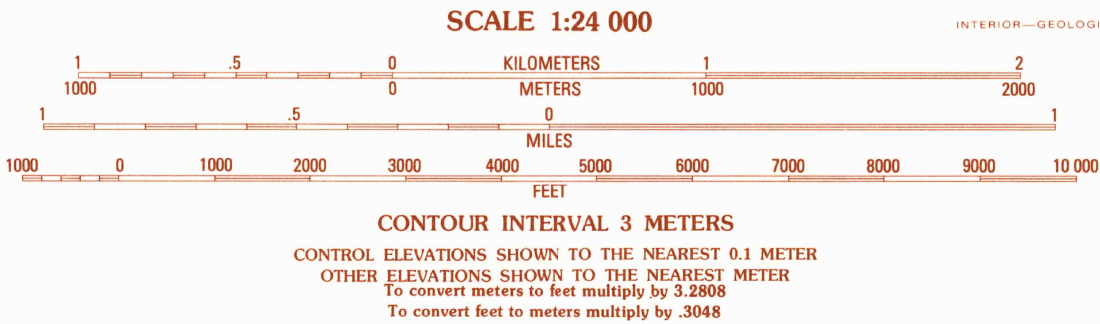 SCALE 1:24 000
INTERIOR—GEOLOGI
1 .5 0 KILOMETERS 1 2
1000 0 METERS 1000 2000
1 .5 0 1
MILES
1000 0 1000 2000 3000 4000 5000 6000 7000 8000 9000 10 000
FEET
CONTOUR INTERVAL 3 METERS
CONTROL ELEVATIONS SHOWN TO THE NEAREST 0.1 METER
OTHER ELEVATIONS SHOWN TO THE NEAREST METER
To convert meters to feet multiply by 3.2808
To convert feet to meters multiply by .3048